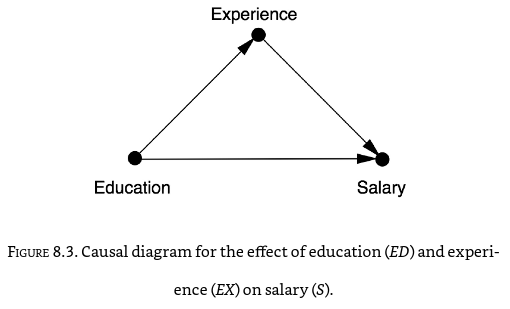 Experience
Education
Salary
FIGURE 8.3. Causal diagram for the effect of education (ED) and experi-
ence (EX) on salary (S).